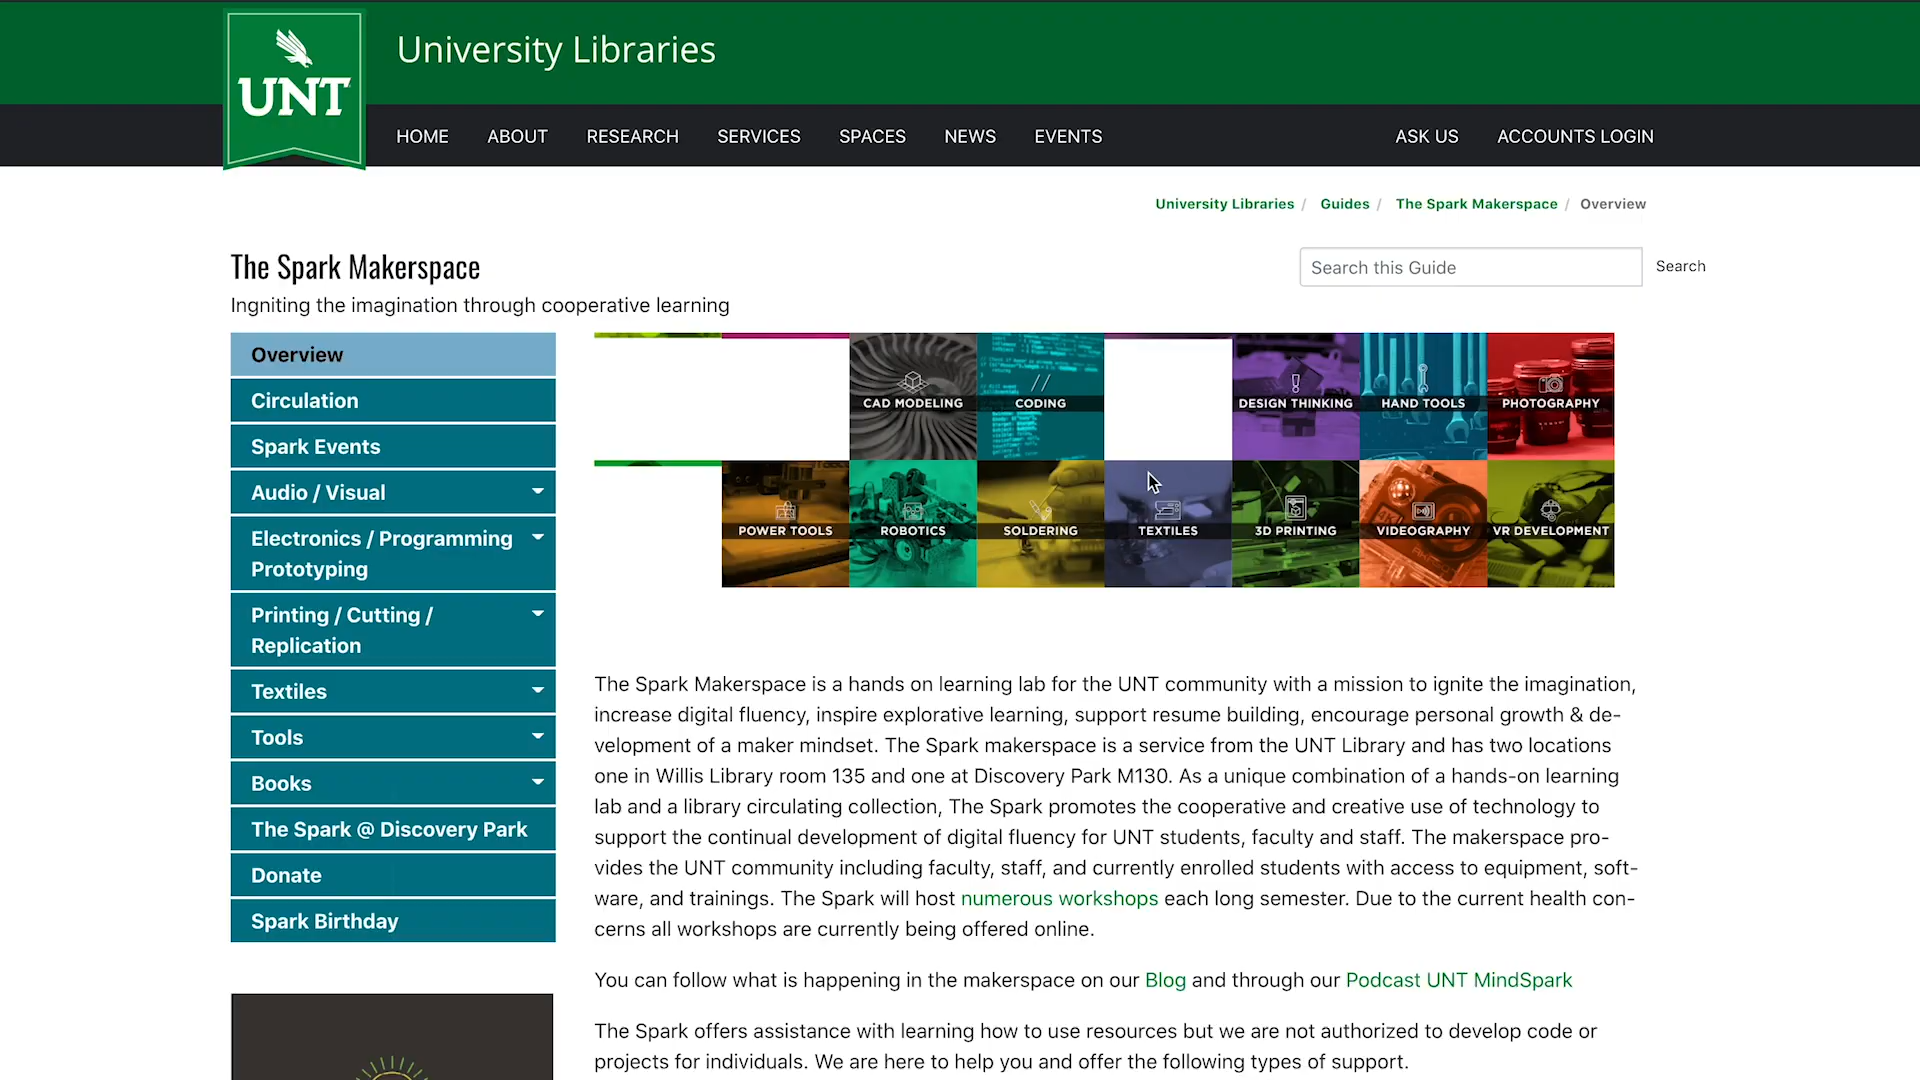 University Libraries
UNT
HOME ABOUT RESEARCH SERVICES SPACES NEWS EVENTS ASK US ACCOUNTS LOGIN
University Libraries / Guides / The Spark Makerspace / Overview
The Spark Makerspace
Search this Guide Search
Ingniting the imagination through cooperative learning
Overview
Circulation
Spark Events
Audio / Visual
Electronics / Programming
Prototyping
Printing / Cutting /
Replication
Textiles
Tools
Books
The Spark @ Discovery Park
Donate
Spark Birthday
CAD MODELING CODING DESIGN THINKING HAND TOOLS PHOTOGRAPHY
POWER TOOLS ROBOTICS SOLDERING TEXTILES 3D PRINTING VIDEOGRAPHY VR DEVELOPMENT
The Spark Makerspace is a hands on learning lab for the UNT community with a mission to ignite the imagination,
increase digital fluency, inspire explorative learning, support resume building, encourage personal growth & de-
velopment of a maker mindset. The Spark makerspace is a service from the UNT Library and has two locations
one in Willis Library room 135 and one at Discovery Park M130. As a unique combination of a hands-on learning
lab and a library circulating collection, The Spark promotes the cooperative and creative use of technology to
support the continual development of digital fluency for UNT students, faculty and staff. The makerspace pro-
vides the UNT community including faculty, staff, and currently enrolled students with access to equipment, soft-
ware, and trainings. The Spark will host numerous workshops each long semester. Due to the current health con-
cerns all workshops are currently being offered online.
You can follow what is happening in the makerspace on our Blog and through our Podcast UNT MindSpark
The Spark offers assistance with learning how to use resources but we are not authorized to develop code or
projects for individuals. We are here to help you and offer the following types of support.